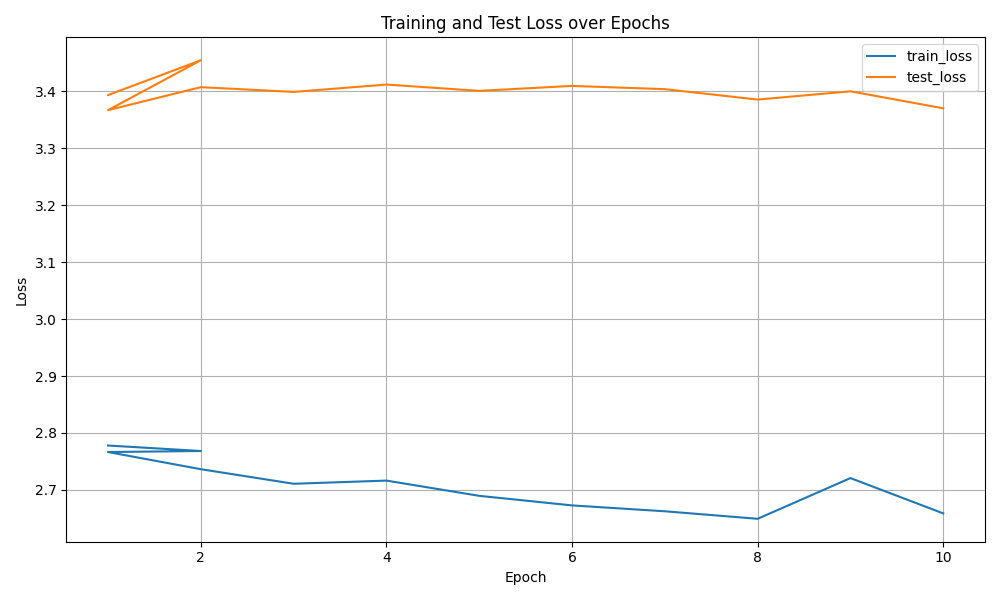 Training and Test Loss over Epochs
train_loss
test_loss
3.4
3.3
3.2
3.1
3.0
2.9
2.8
2.7
Loss
2 4 6 8 10
Epoch